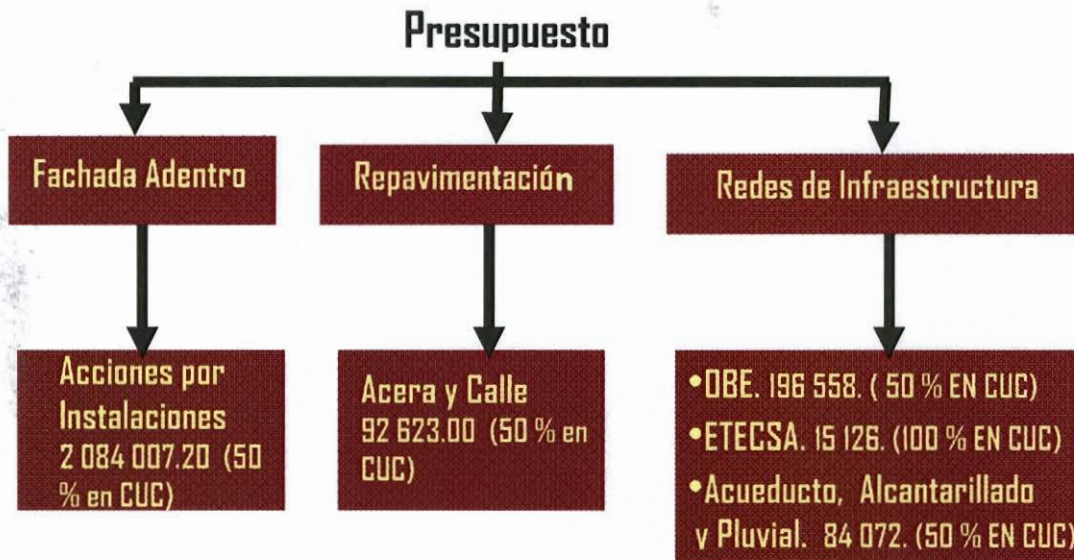 Presupuesto
Fachada Adentro
Repavimentación
Redes de Infraestructura
Acciones por
Instalaciones
2 084 007.20 (50
% en CUC)
Acera y Calle
92 623.00 (50 % en
CUC)
•OBE. 196 558. ( 50 % EN CUC)
•ETECSA. 15 126. (100 % EN CUC)
•Acueducto, Alcantarillado
y Pluvial. 84 072. (50 % EN CUC)